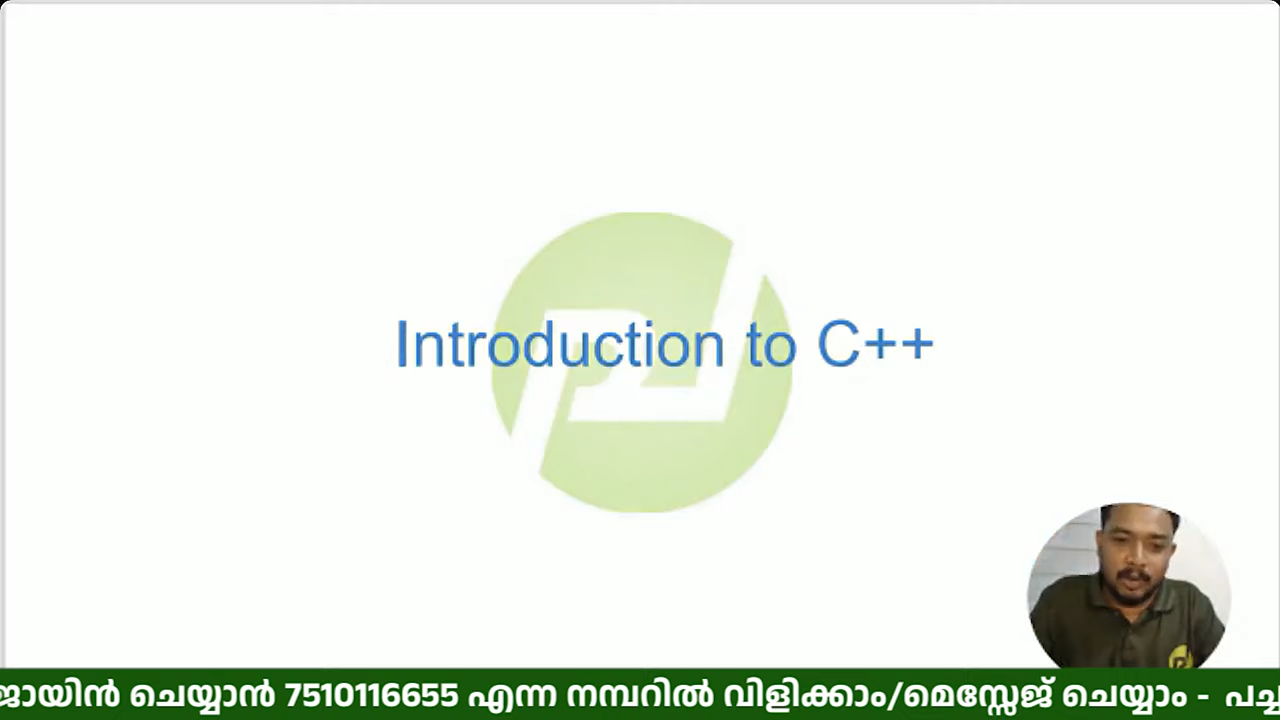 Introduction to C++
ജോയിൻ ചെയ്യാൻ 7510116655 എന്ന നമ്പറിൽ വിളിക്കാം/മെസ്സേജ് ചെയ്യാം -